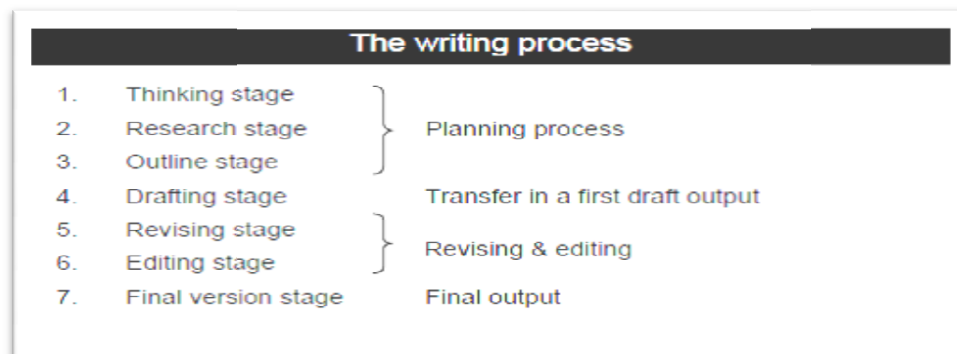 The writing process
1. Thinking stage
2. Research stage
Planning process
3. Outline stage
4. Drafting stage Transfer in a first draft output
5. Revising stage
Revising & editing
6. Editing stage
7. Final version stage Final output